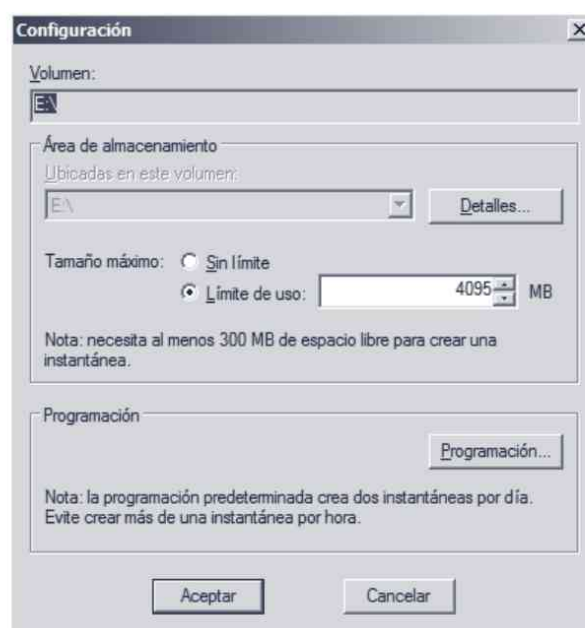 Configuración
Volumen:
E:\
Área de almacenamiento
Ubicadas en este volumen:
E:\
Detalles...
Tamaño máximo:
Sin límite
Límite de uso:
4095
MB
Nota: necesita al menos 300 MB de espacio libre para crear una
instantánea.
Programación
Programación...
Nota: la programación predeterminada crea dos instantáneas por día.
Evite crear más de una instantánea por hora.
Aceptar
Cancelar